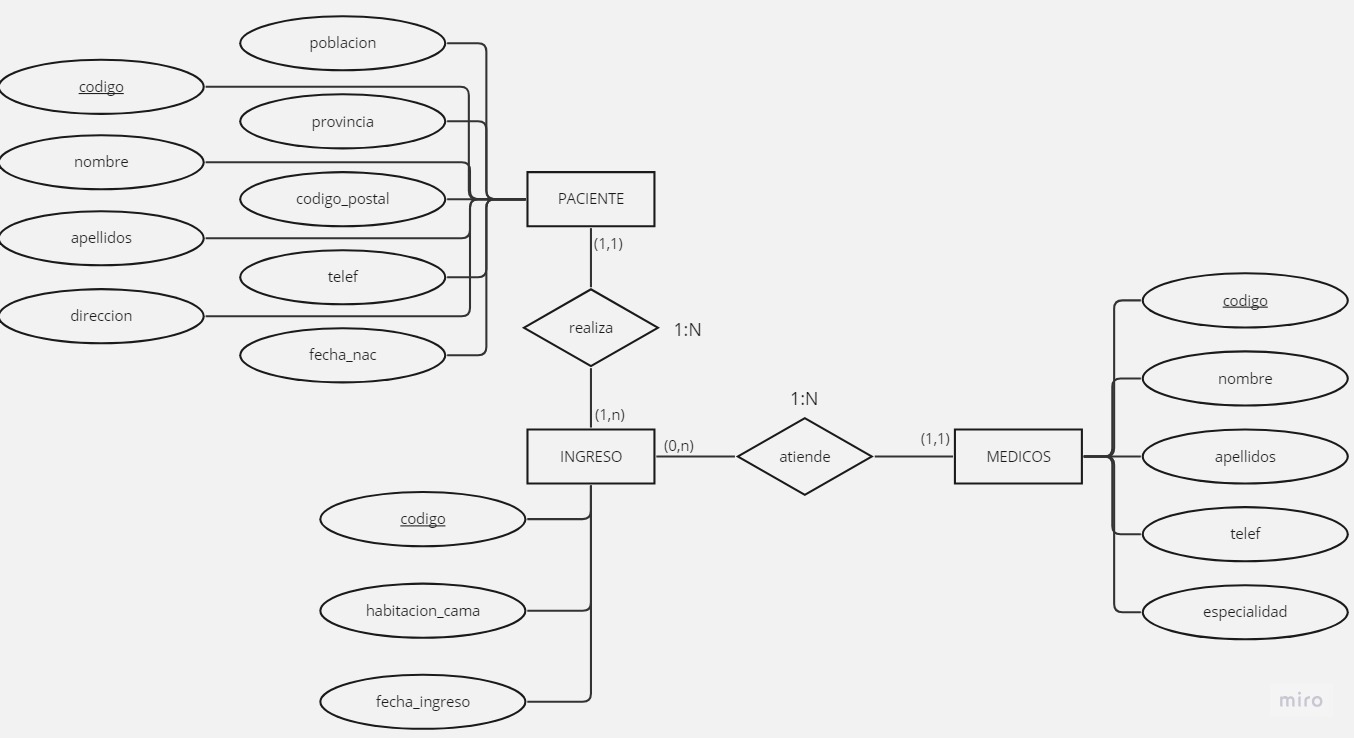 poblacion
codigo
provincia
nombre
codigo_postal
PACIENTE
apellidos
(1,1)
telef
direccion
fecha_nac
realiza
1:N
(1,n)
INGRESO
(0,n)
1:N
atiende
(1,1)
MEDICOS
codigo
nombre
apellidos
telef
especialidad
codigo
habitacion_cama
fecha_ingreso
miro